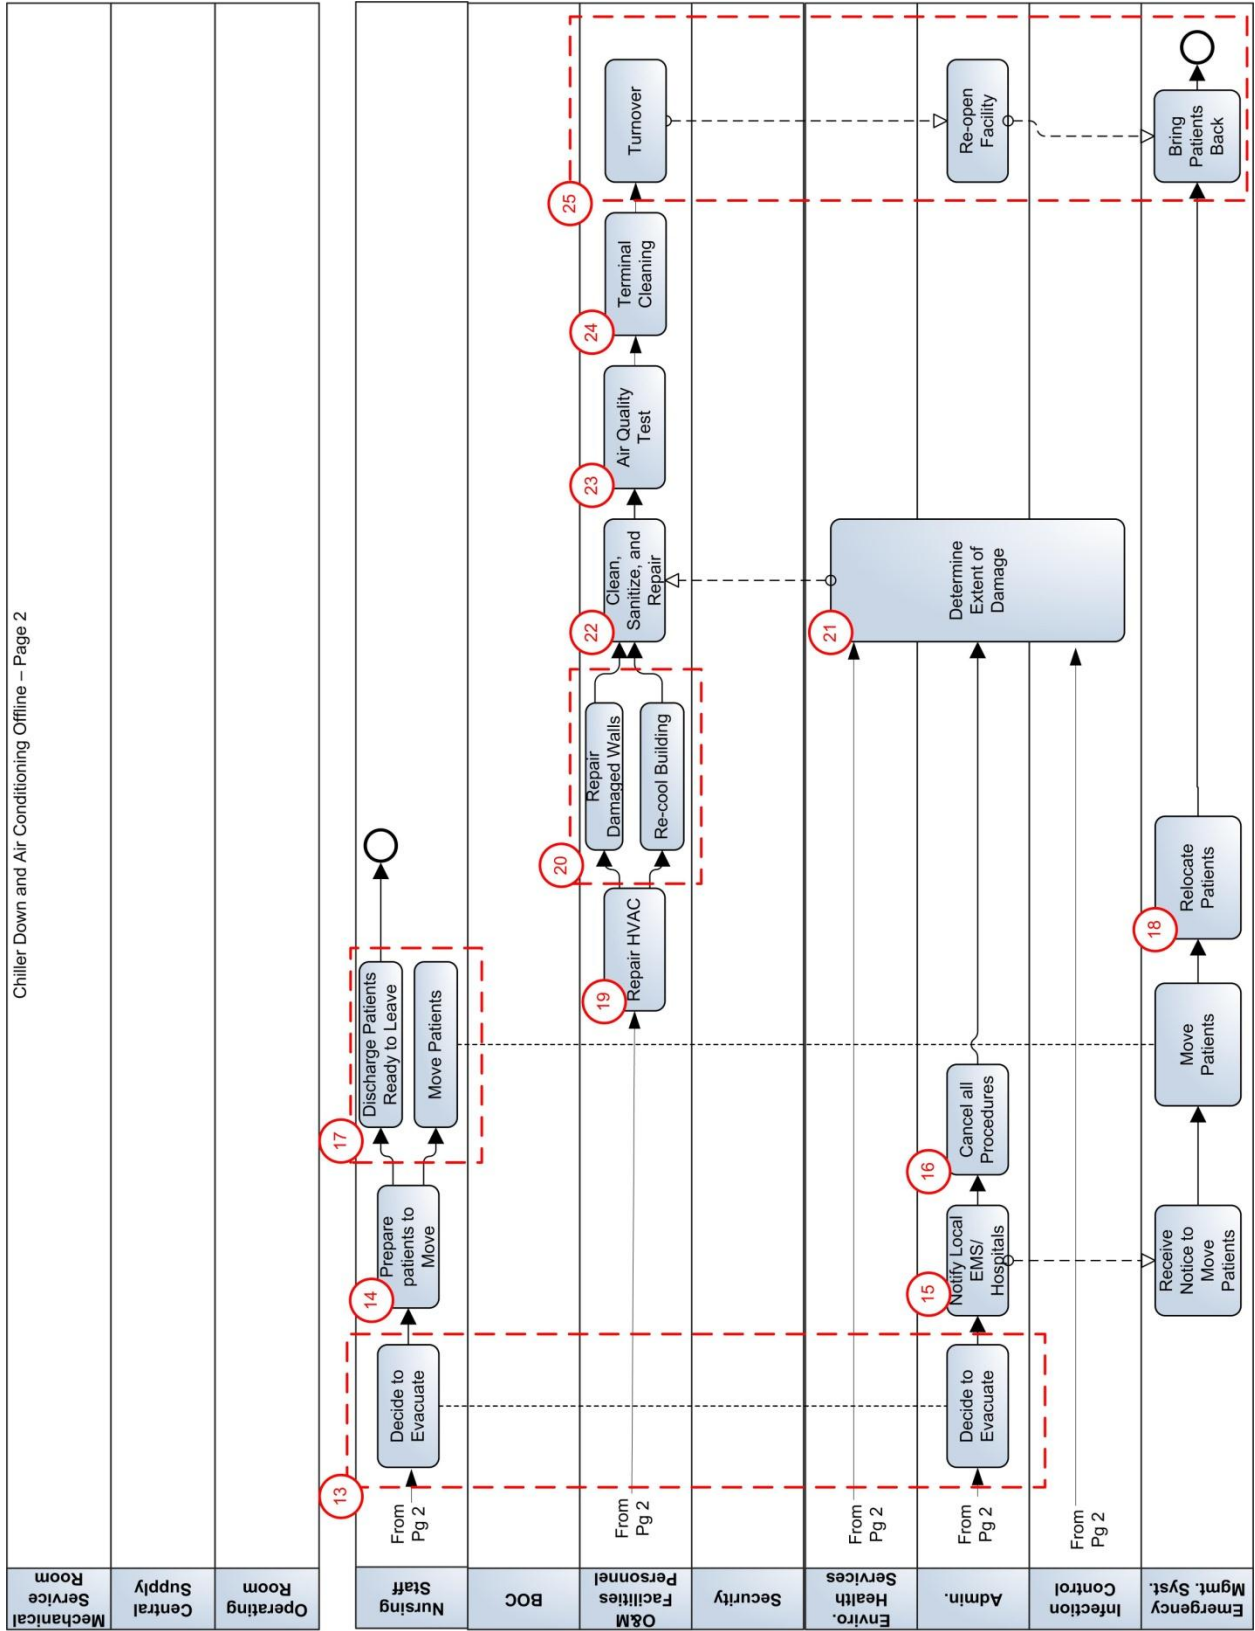 Chiller Down and Air Conditioning Offline – Page 2
Mechanical
Service
Room
Central
Supply
Operating
Room
Nursing
Staff
From
Pg 2
13
Decide to
Evacuate
14
Prepare
patients to
Move
17
Discharge Patients
Ready to Leave
Move Patients
BOC
O&M
Facilities
Personnel
From
Pg 2
19
Repair HVAC
20
Repair
Damaged Walls
Re-cool Building
22
Clean,
Sanitize, and
Repair
23
Air Quality
Test
24
Terminal
Cleaning
25
Turnover
Security
Enviro.
Health
Services
From
Pg 2
21
Determine
Extent of
Damage
Admin.
From
Pg 2
Decide to
Evacuate
15
Notify Local
EMS/
Hospitals
16
Cancel all
Procedures
Re-open
Facility
Infection
Control
From
Pg 2
Emergency
Mgmt. Syst.
Receive
Notice to
Move
Patients
Move
Patients
18
Relocate
Patients
Bring
Patients
Back